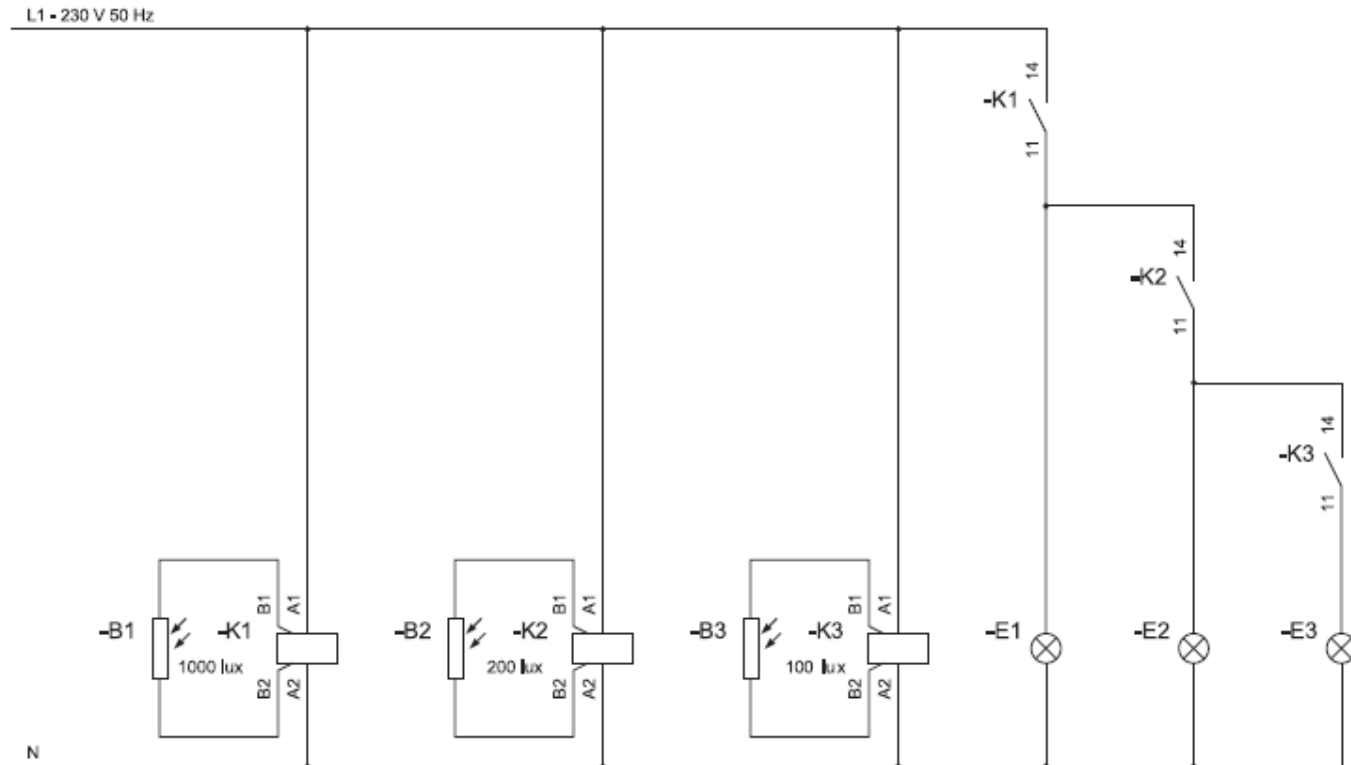 L1 - 230 V 50 Hz
14
-K1
11
14
-K2
11
14
-K3
11
B1 A1
-B1 -K1
1000 lux
B2 A2
B1 A1
-B2 -K2
200 lux
B2 A2
B1 A1
-B3 -K3
100 lux
B2 A2
-E1 -E2 -E3
N